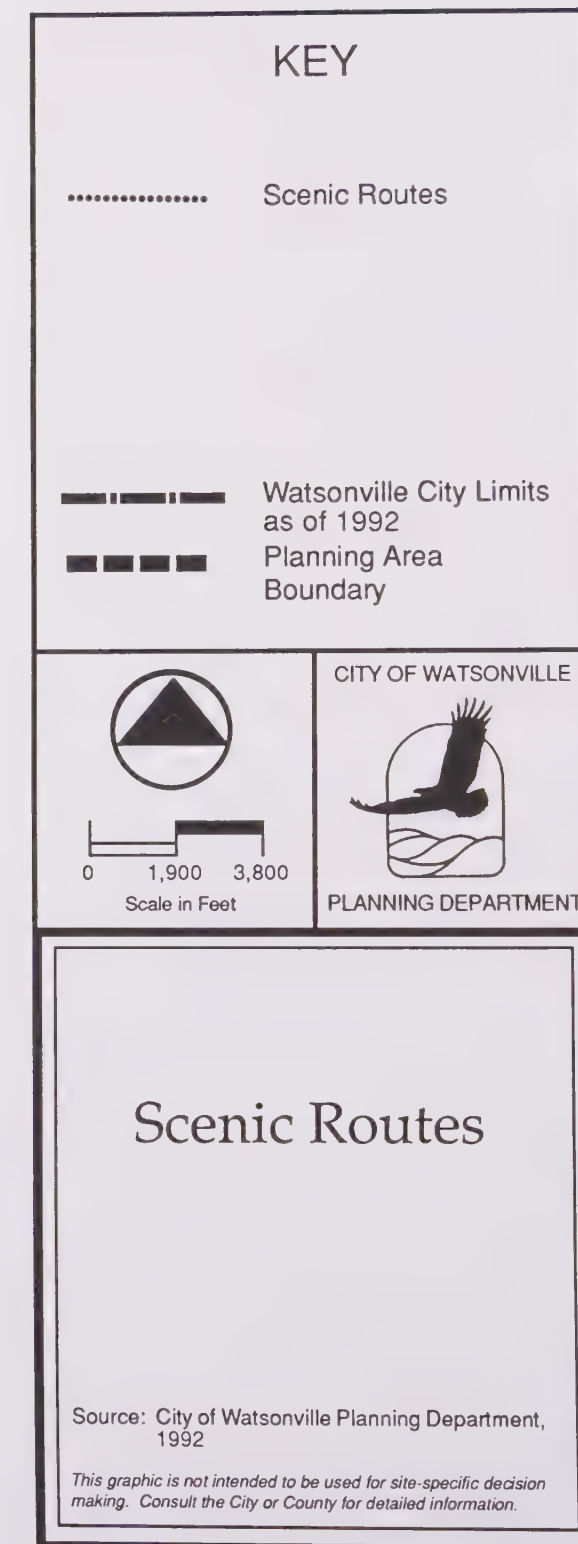 KEY
Scenic Routes
Watsonville City Limits
as of 1992
Planning Area
Boundary
0 1,900 3,800
Scale in Feet
CITY OF WATSONVILLE
PLANNING DEPARTMENT
Scenic Routes
Source: City of Watsonville Planning Department,
1992
This graphic is not intended to be used for site-specific decision
making. Consult the City or County for detailed information.